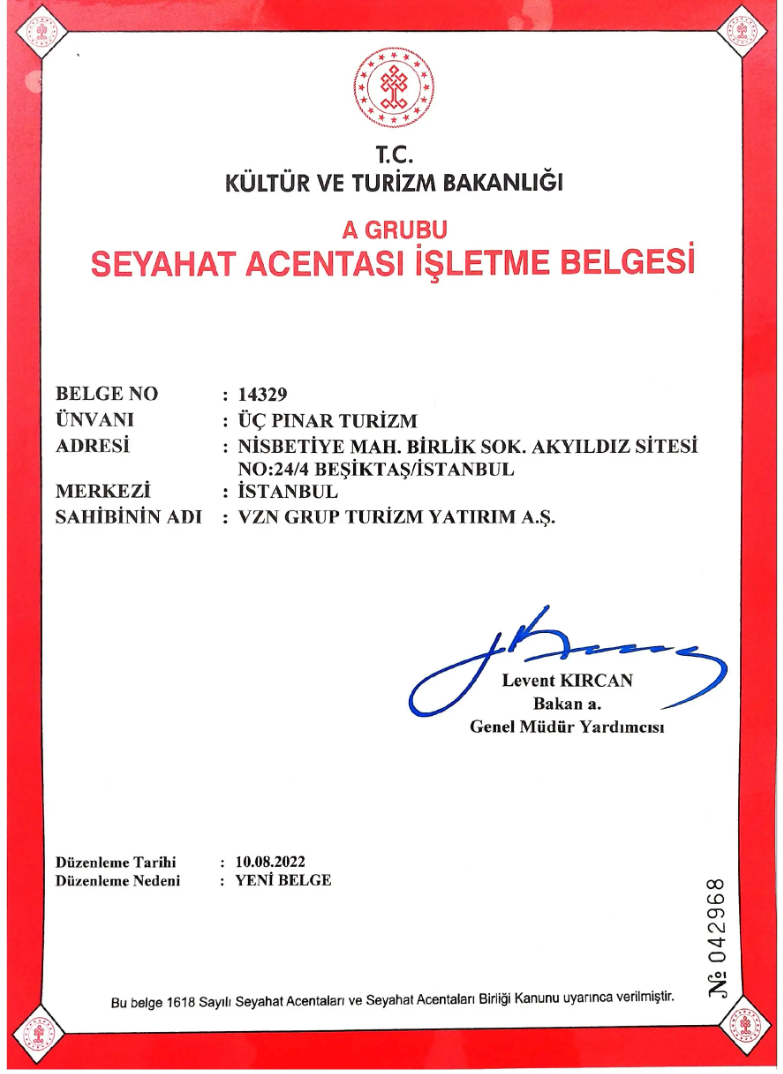 T.C.
KÜLTÜR VE TURİZM BAKANLIĞI
A GRUBU
SEYAHAT ACENTASI İŞLETME BELGESİ
BELGE NO : 14329
ÜNVANI : ÜÇ PINAR TURİZM
ADRESİ : NİSBETİYE MAH. BİRLİK SOK. AKYILDIZ SİTESİ
NO:24/4 BEŞİKTAŞ/İSTANBUL
MERKEZİ : İSTANBUL
SAHİBİNİN ADI : VZN GRUP TURİZM YATIRIM A.Ş.
Levent KIRCAN
Bakan a.
Genel Müdür Yardımcısı
Düzenleme Tarihi : 10.08.2022
Düzenleme Nedeni : YENİ BELGE
№ 042968
Bu belge 1618 Sayılı Seyahat Acentaları ve Seyahat Acentaları Birliği Kanunu uyarınca verilmiştir.